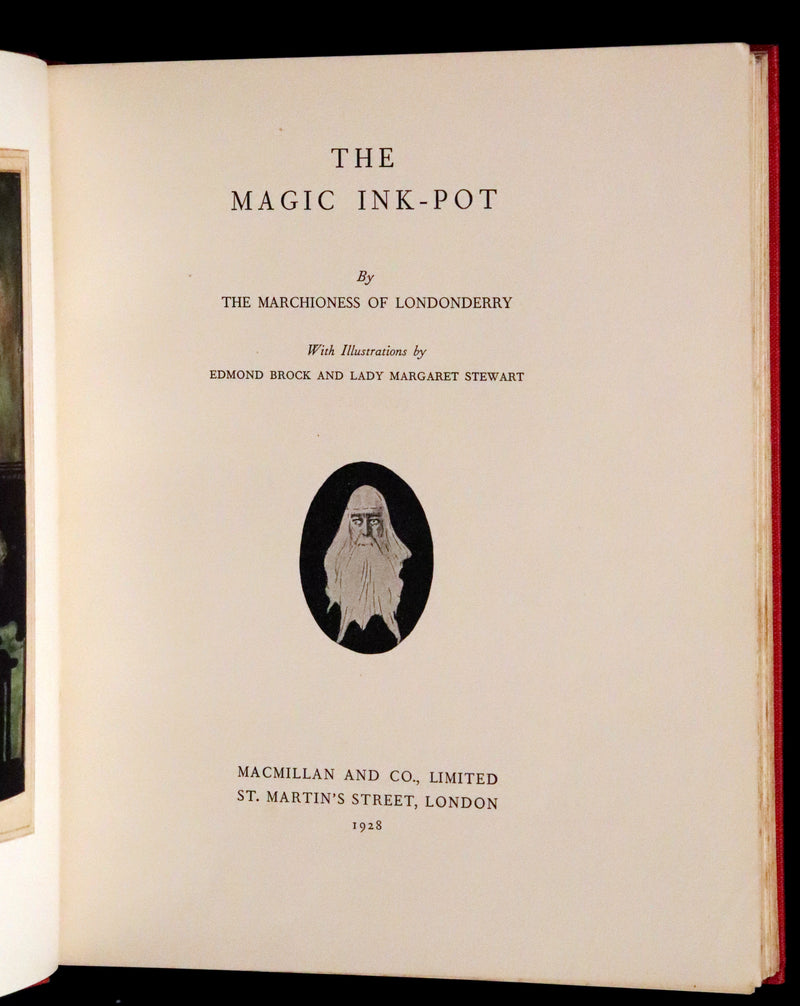 THE
MAGIC INK-POT
By
THE MARCHIONESS OF LONDONDERRY
With Illustrations by
EDMOND BROCK AND LADY MARGARET STEWART
MACMILLAN AND CO., LIMITED
ST. MARTIN'S STREET, LONDON
1928